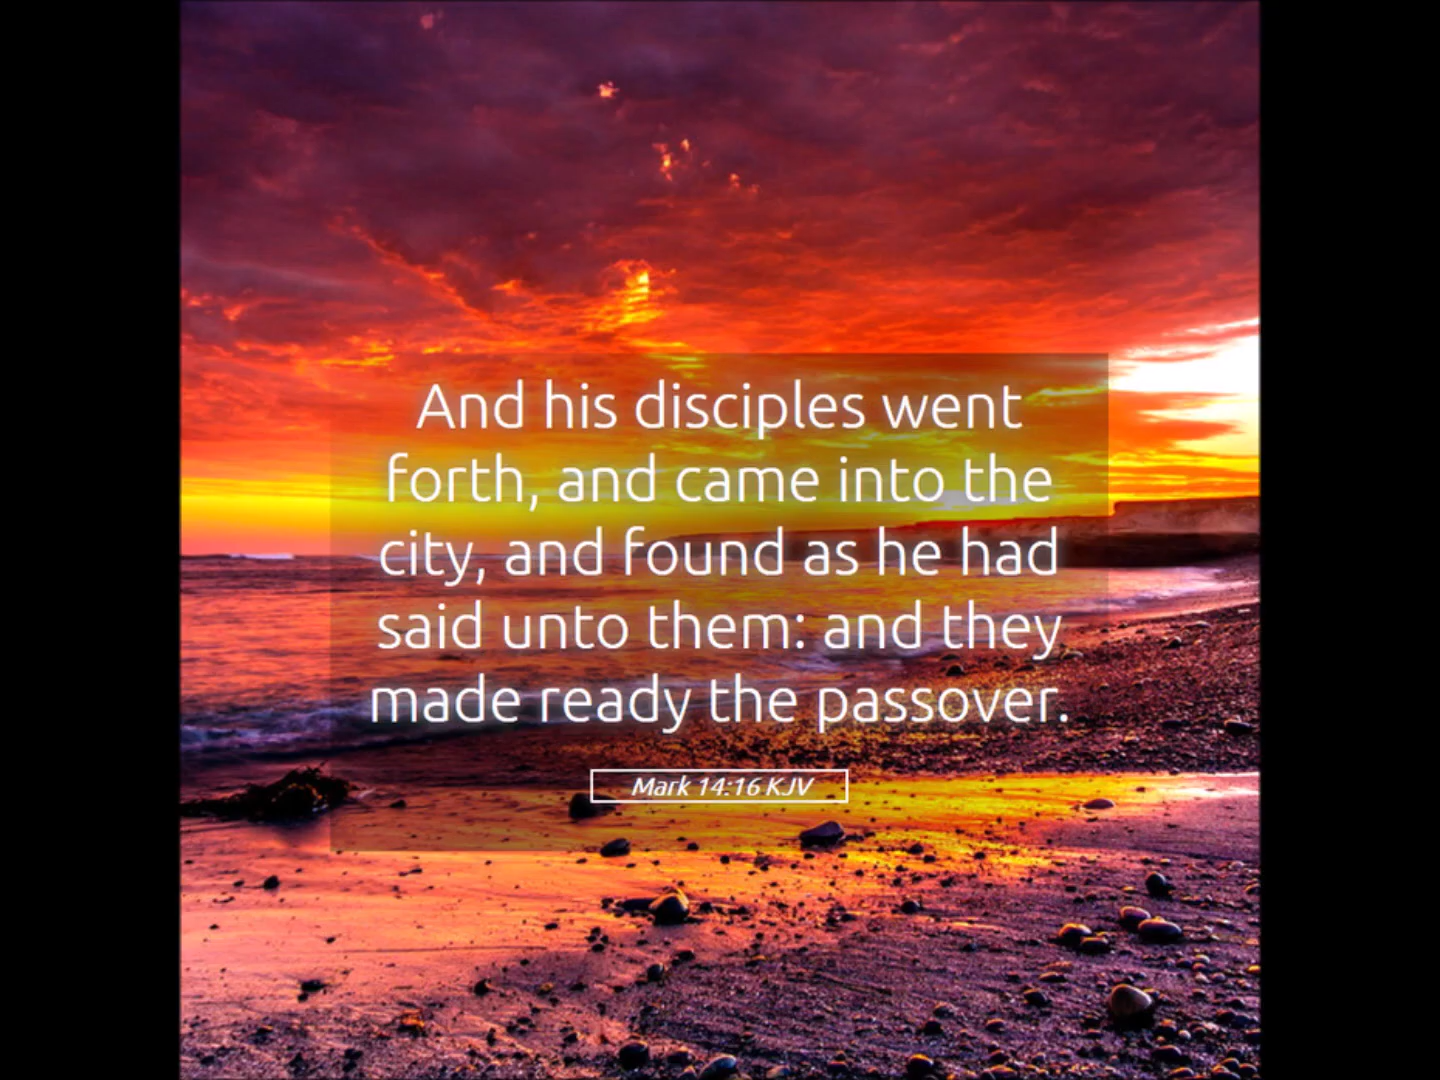 And his disciples went
forth, and came into the
city, and found as he had
said unto them: and they
made ready the passover.
Mark 14:16 KJV